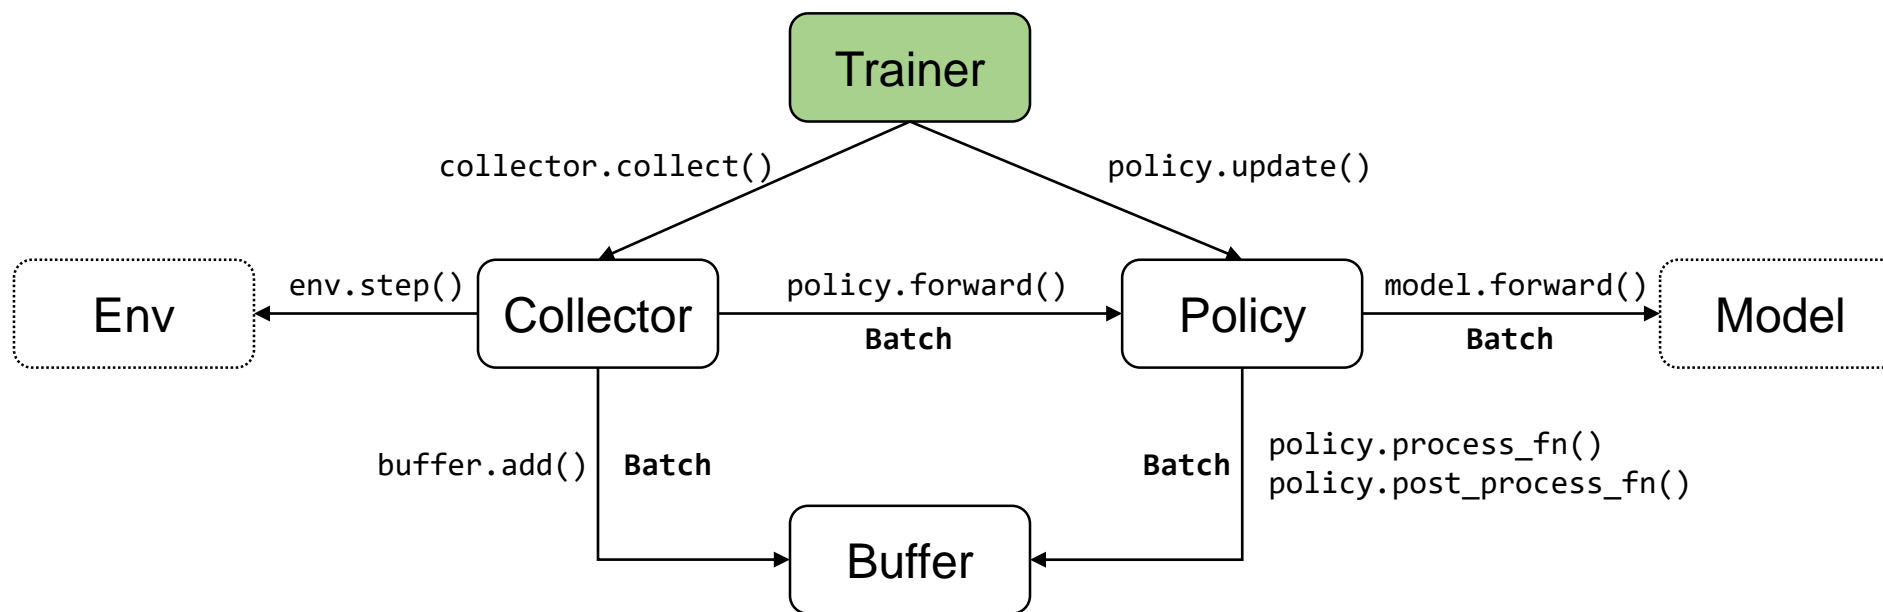 Trainer
collector.collect()
policy.update()
Env
env.step()
Collector
policy.forward()
Batch
Policy
model.forward()
Batch
Model
buffer.add()
Batch
Batch
policy.process_fn()
policy.post_process_fn()
Buffer